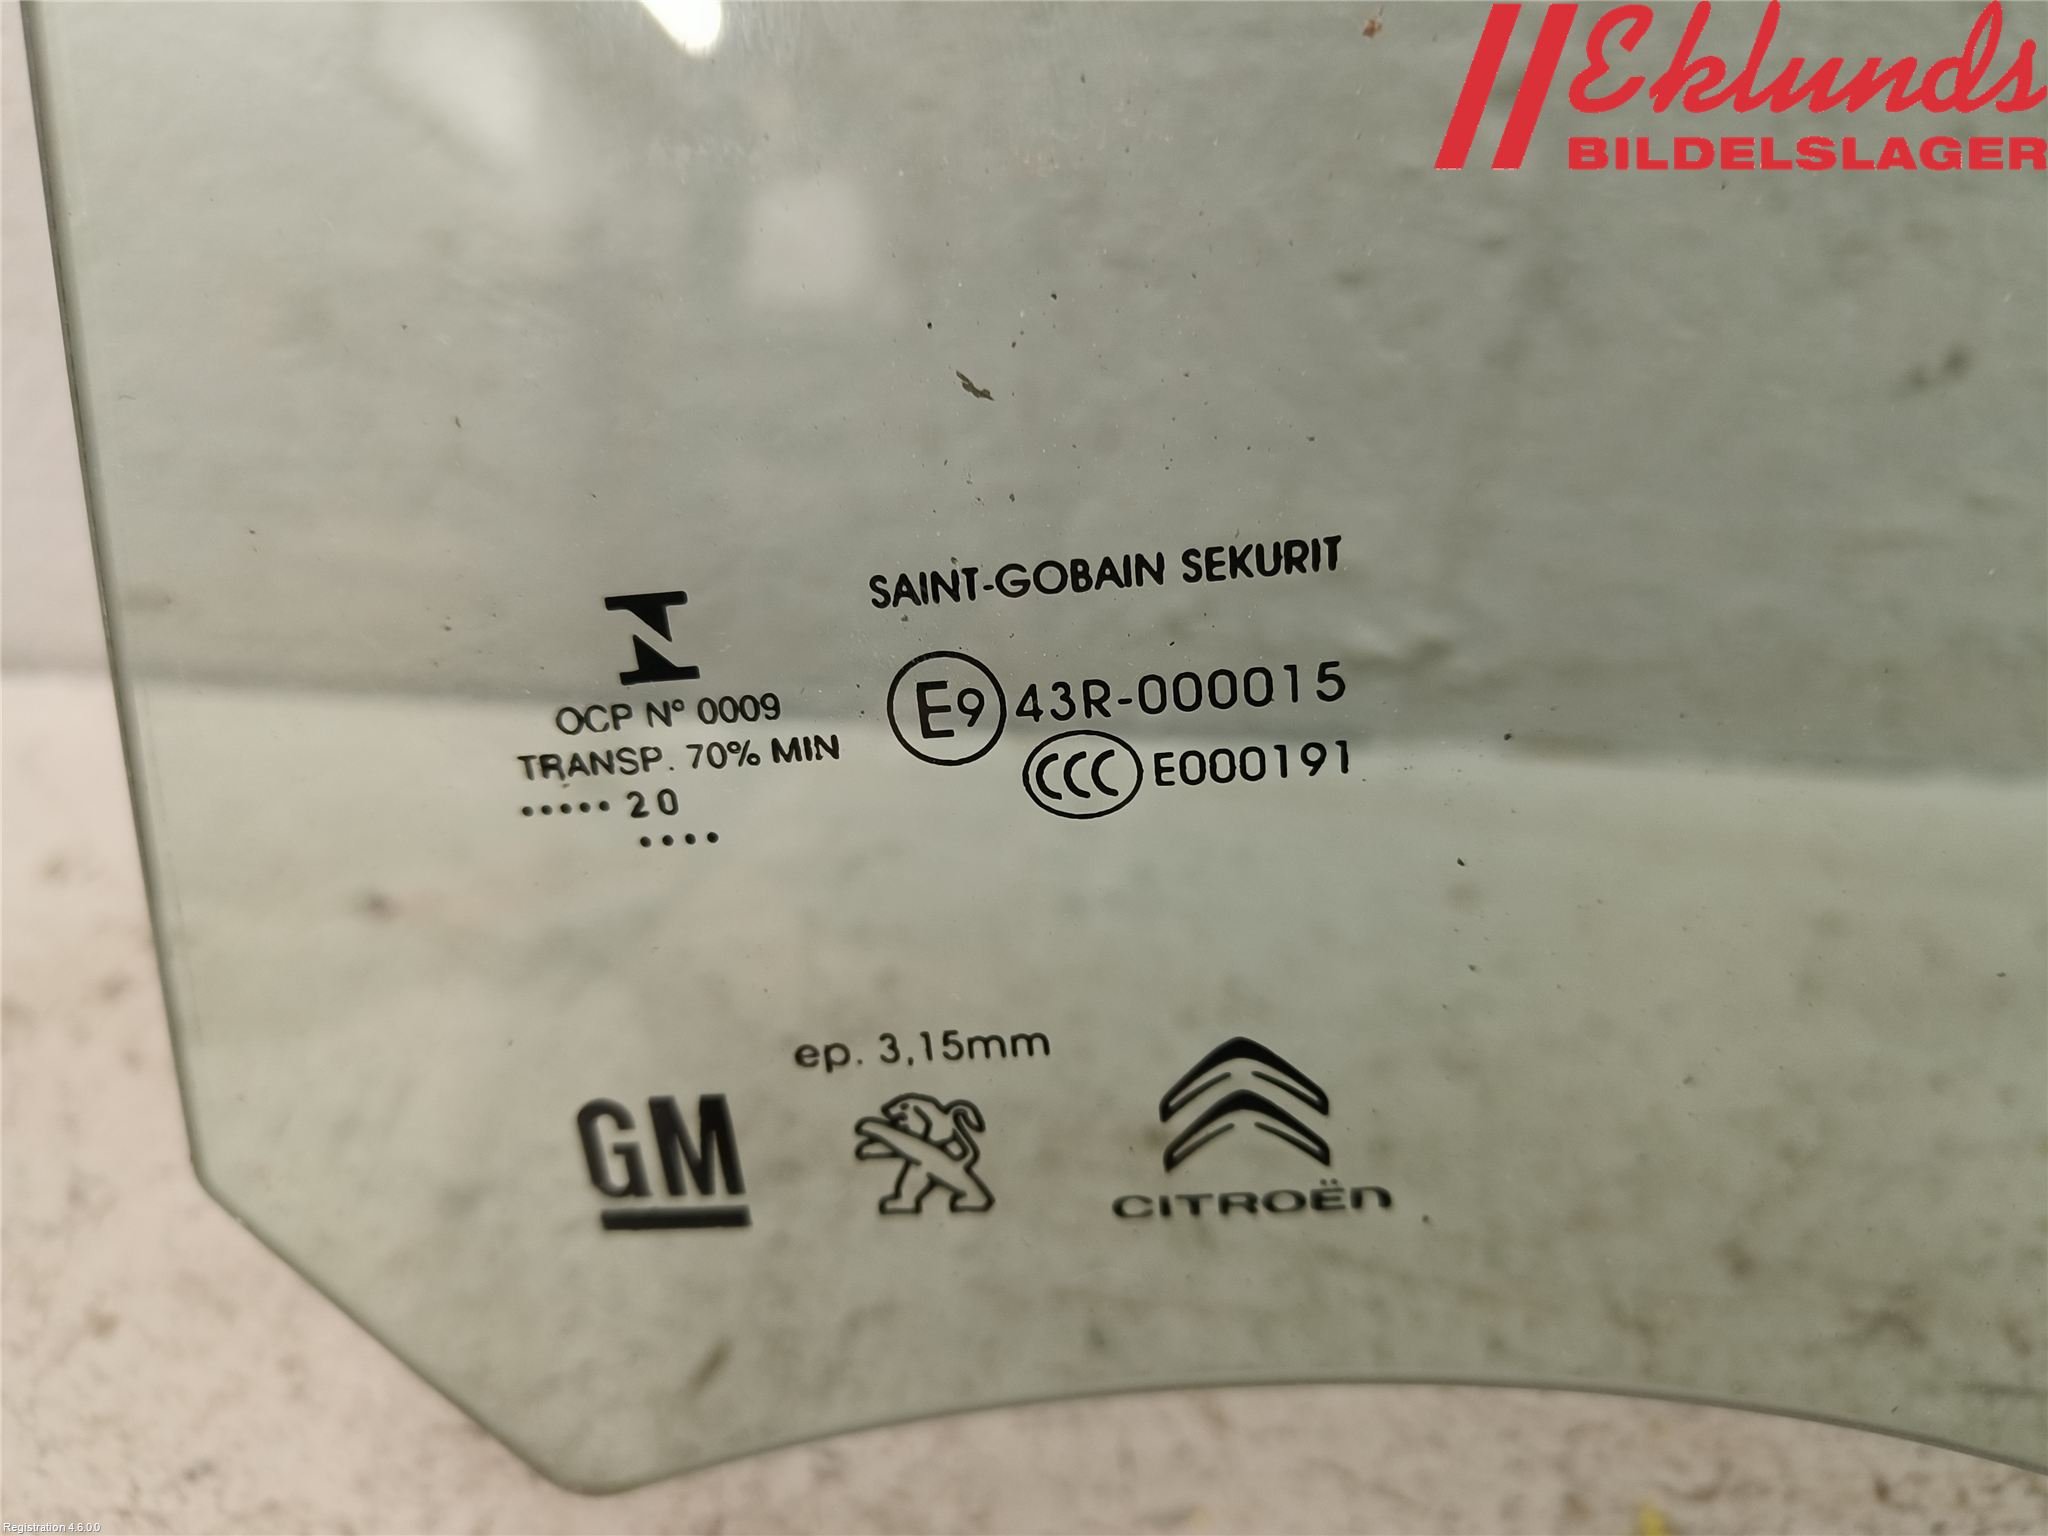 Eklunds
BILDELSLAGER
SAINT-GOBAIN SEKURIT
OCP N° 0009
TRANSP. 70% MIN
..... 20
....
E9 43R-000015
CCC E000191
ep. 3,15mm
GM
CITROËN
Registration 4.6.0.0